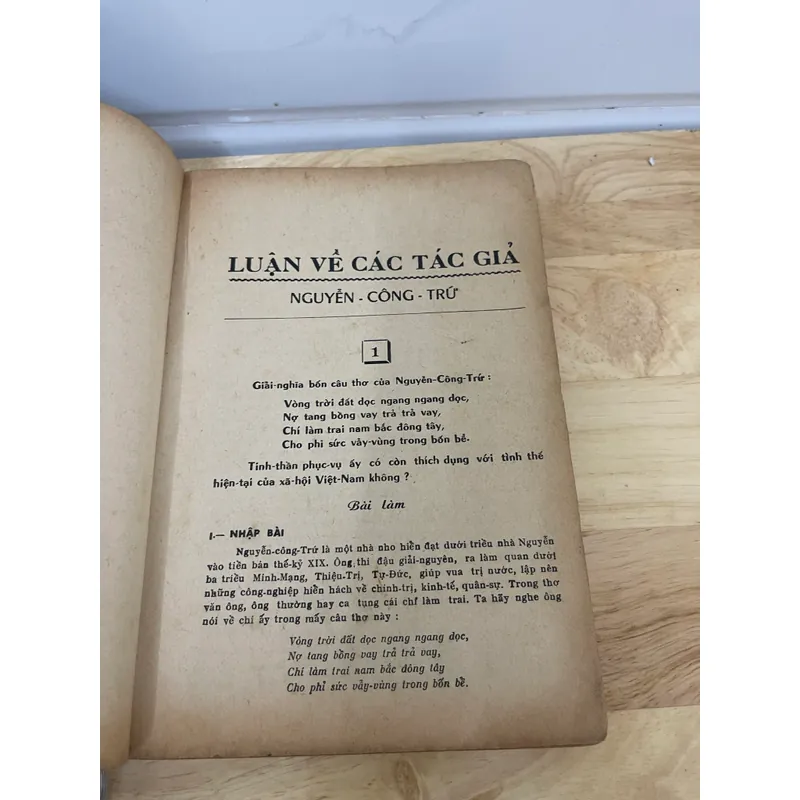 LUẬN VỀ CÁC TÁC GIẢ
NGUYỄN - CÔNG - TRỨ
1
Giải-nghĩa bốn câu thơ của Nguyễn-Công-Trứ :
Vòng trời đất dọc ngang ngang dọc,
Nợ tang bồng vay trả trả vay,
Chí làm trai nam bắc đông tây,
Cho phỉ sức vẫy-vùng trong bốn bể.
Tinh-thần phục-vụ ấy có còn thích dụng với tình thế
hiện-tại của xã-hội Việt-Nam không ?
Bài làm
I.— NHẬP BÀI
Nguyễn-công-Trứ là một nhà nho hiển đạt dưới triều nhà Nguyễn
vào tiền bán thế-kỷ XIX. Ông thi đậu giải-nguyên, ra làm quan dưới
ba triều Minh-Mạng, Thiệu-Trị, Tự-Đức, giúp vua trị nước, lập nên
những công-nghiệp hiển hách về chính-trị, kinh-tế, quân-sự. Trong thơ
văn ông, ông thường hay ca tụng cái chí làm trai. Ta hãy nghe ông
nói về chí ấy trong mấy câu thơ này :
Vòng trời đất dọc ngang ngang dọc,
Nợ tang bồng vay trả trả vay,
Chí làm trai nam bắc đông tây
Cho phỉ sức vẫy-vùng trong bốn bề.